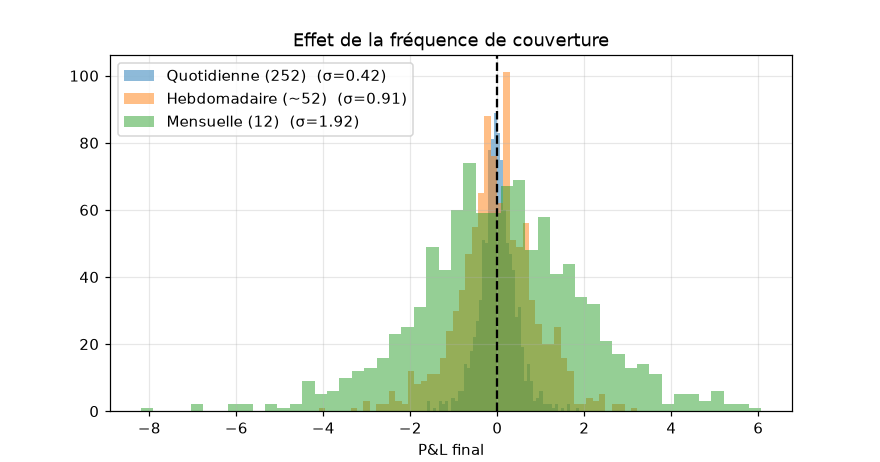 Effet de la fréquence de couverture
Quotidienne (252)  (σ=0.42)
Hebdomadaire (~52)  (σ=0.91)
Mensuelle (12)  (σ=1.92)
100
80
60
40
20
0
−8
−6
−4
−2
0
2
4
6
P&L final